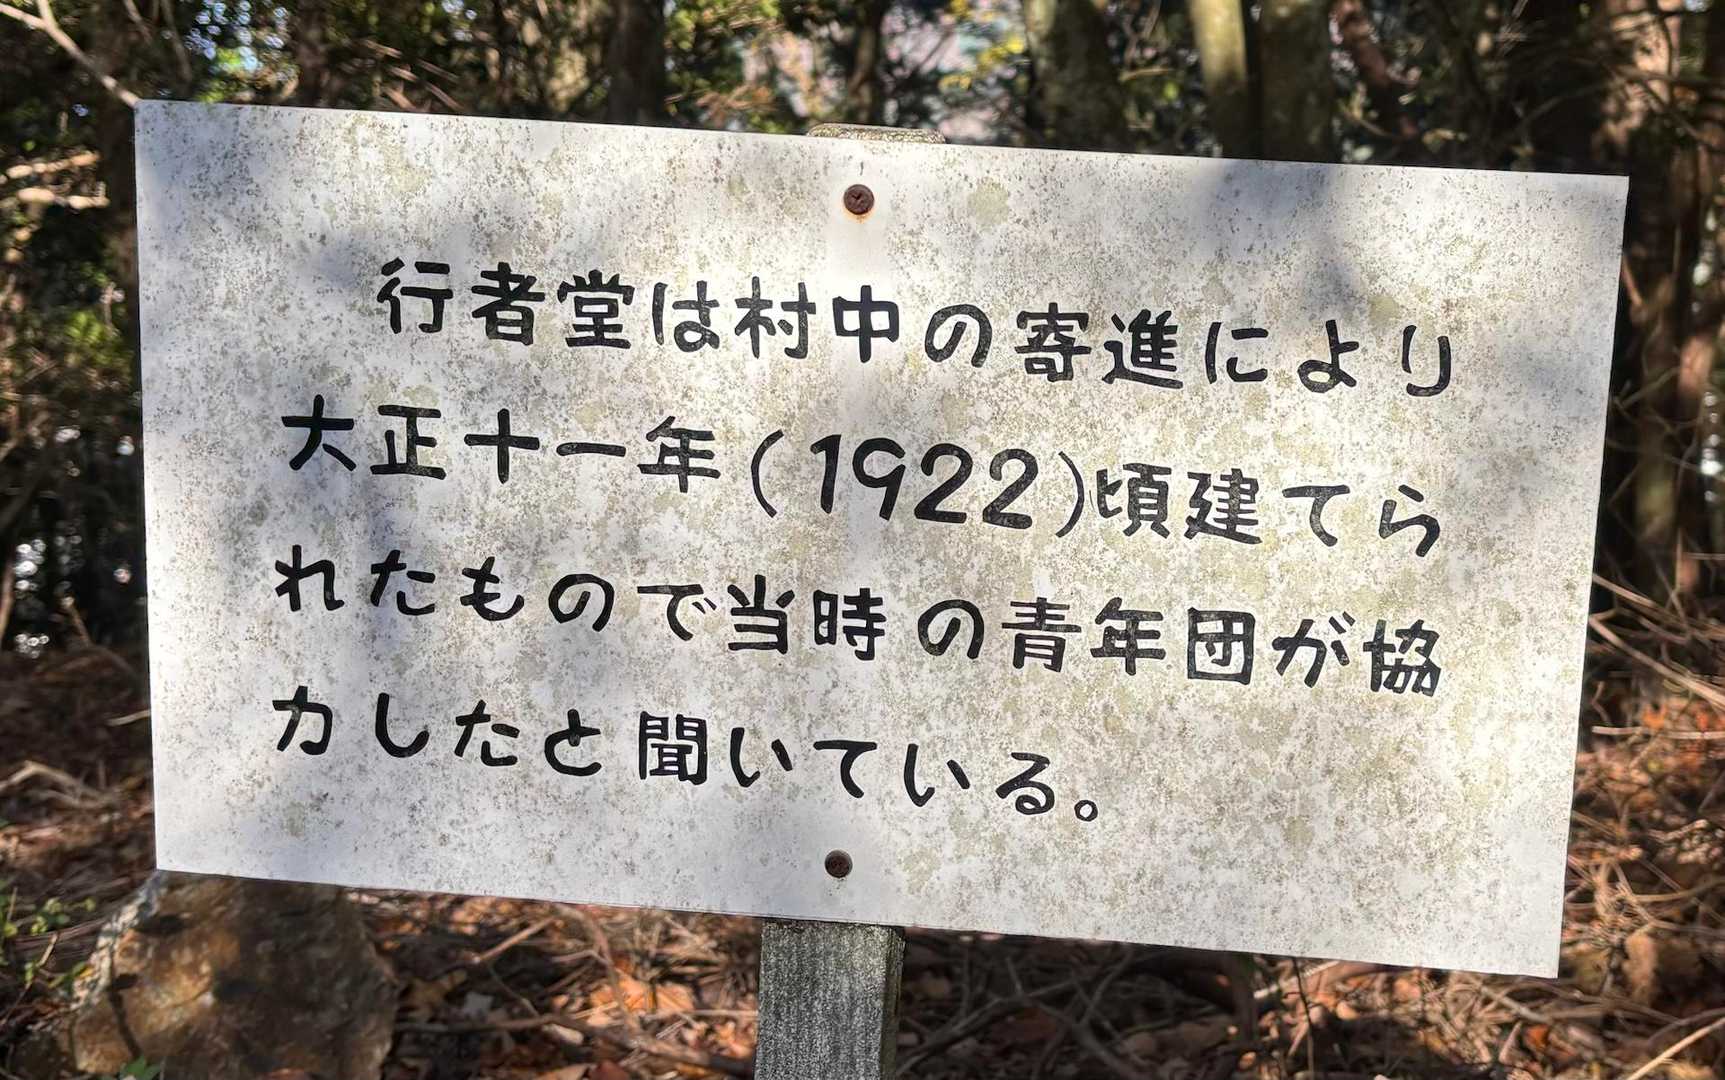 行者堂は村中の寄進により
大正十一年(1922)頃建てら
れたもので当時の青年団が協
力したと聞いている。